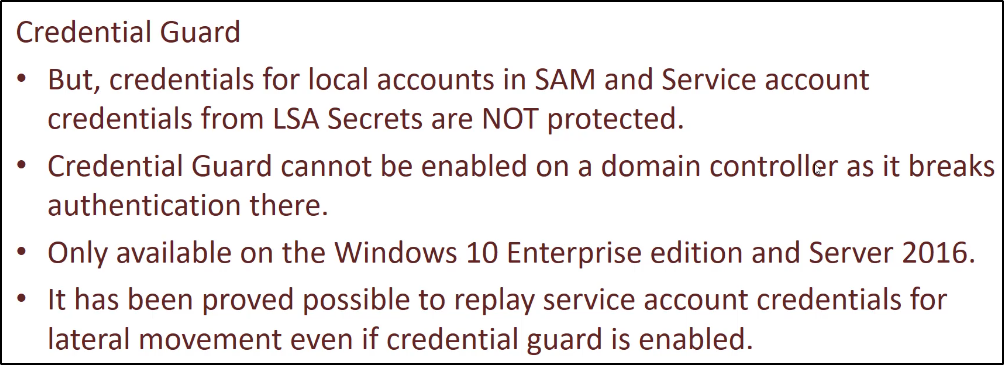 Credential Guard
• But, credentials for local accounts in SAM and Service account
credentials from LSA Secrets are NOT protected.
• Credential Guard cannot be enabled on a domain controller as it breaks
authentication there.
• Only available on the Windows 10 Enterprise edition and Server 2016.
• It has been proved possible to replay service account credentials for
lateral movement even if credential guard is enabled.